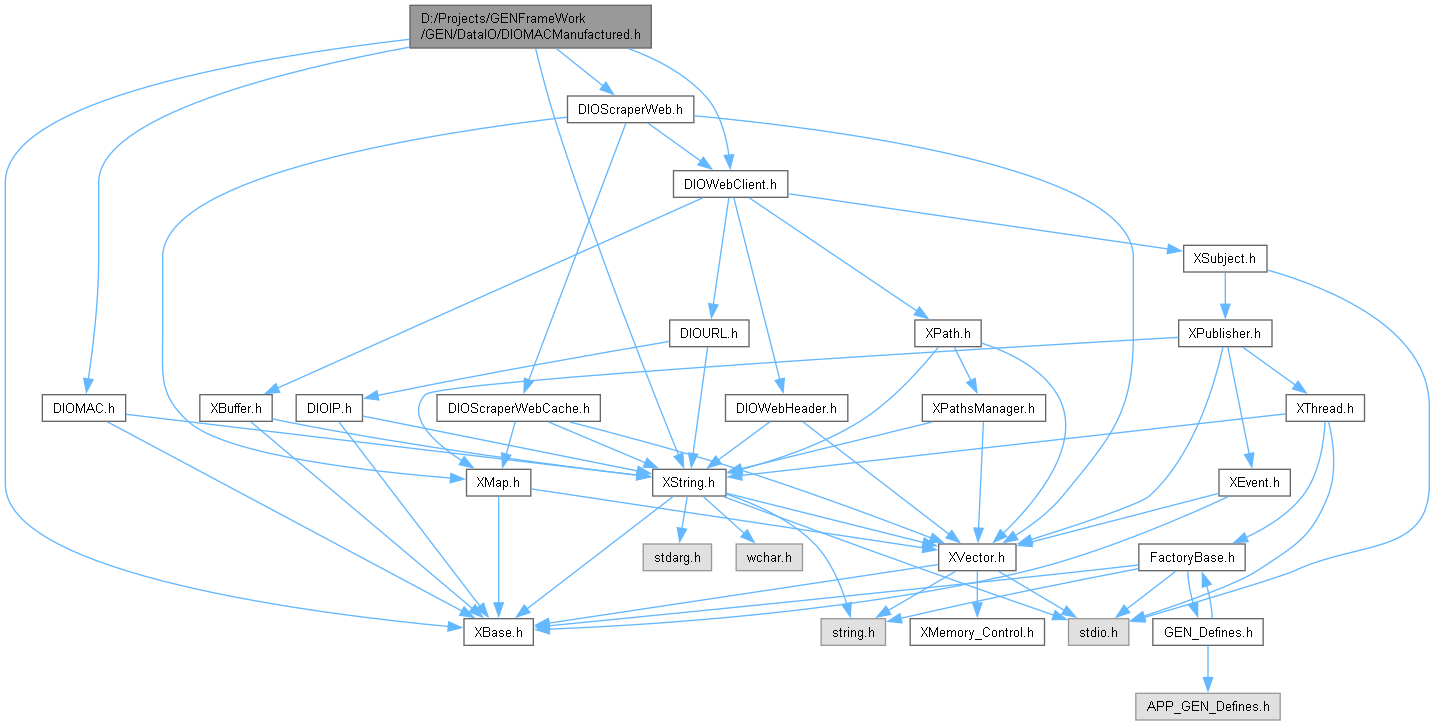 D:/Projects/GENFrameWork
/GEN/DataIO/DIOMACManufactured.h
DIOScraperWeb.h
DIOWebClient.h
XSubject.h
DIOURL.h
XPath.h
XPublisher.h
DIOMAC.h
XBuffer.h
DIOIP.h
DIOScraperWebCache.h
DIOWebHeader.h
XPathsManager.h
XThread.h
XMap.h
XString.h
XEvent.h
stdarg.h
wchar.h
XVector.h
FactoryBase.h
XBase.h
string.h
XMemory_Control.h
stdio.h
GEN_Defines.h
APP_GEN_Defines.h